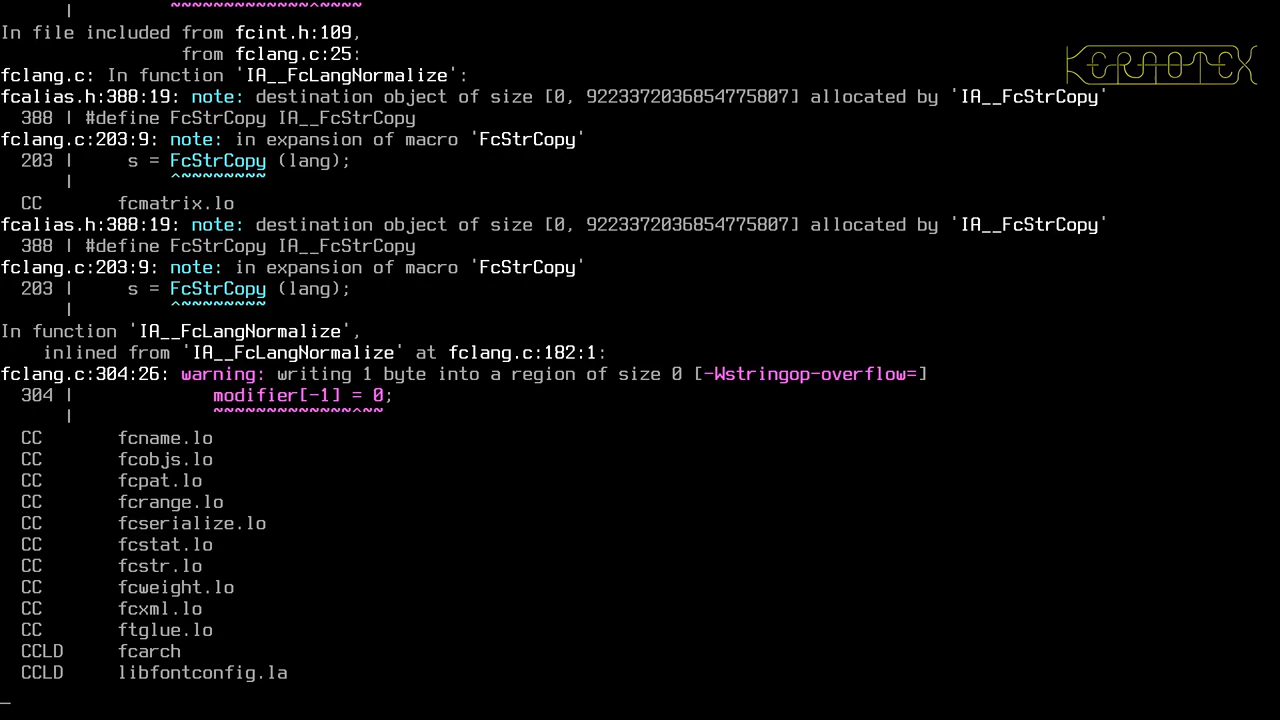 |             ~~~~~~~~~~~~~^~~~
In file included from fcint.h:109,
                 from fclang.c:25:
KERNOTEX
fclang.c: In function 'IA__FcLangNormalize':
fcalias.h:388:19: note: destination object of size [0, 9223372036854775807] allocated by 'IA__FcStrCopy'
  388 | #define FcStrCopy IA__FcStrCopy
fclang.c:203:9: note: in expansion of macro 'FcStrCopy'
  203 |     s = FcStrCopy (lang);
      |         ^~~~~~~~~
  CC       fcmatrix.lo
fcalias.h:388:19: note: destination object of size [0, 9223372036854775807] allocated by 'IA__FcStrCopy'
  388 | #define FcStrCopy IA__FcStrCopy
fclang.c:203:9: note: in expansion of macro 'FcStrCopy'
  203 |     s = FcStrCopy (lang);
      |         ^~~~~~~~~
In function 'IA__FcLangNormalize',
    inlined from 'IA__FcLangNormalize' at fclang.c:182:1:
fclang.c:304:26: warning: writing 1 byte into a region of size 0 [-Wstringop-overflow=]
  304 |             modifier[-1] = 0;
      |             ~~~~~~~~~~~~~^~~
  CC       fcname.lo
  CC       fcobjs.lo
  CC       fcpat.lo
  CC       fcrange.lo
  CC       fcserialize.lo
  CC       fcstat.lo
  CC       fcstr.lo
  CC       fcweight.lo
  CC       fcxml.lo
  CC       ftglue.lo
  CCLD     fcarch
  CCLD     libfontconfig.la
_